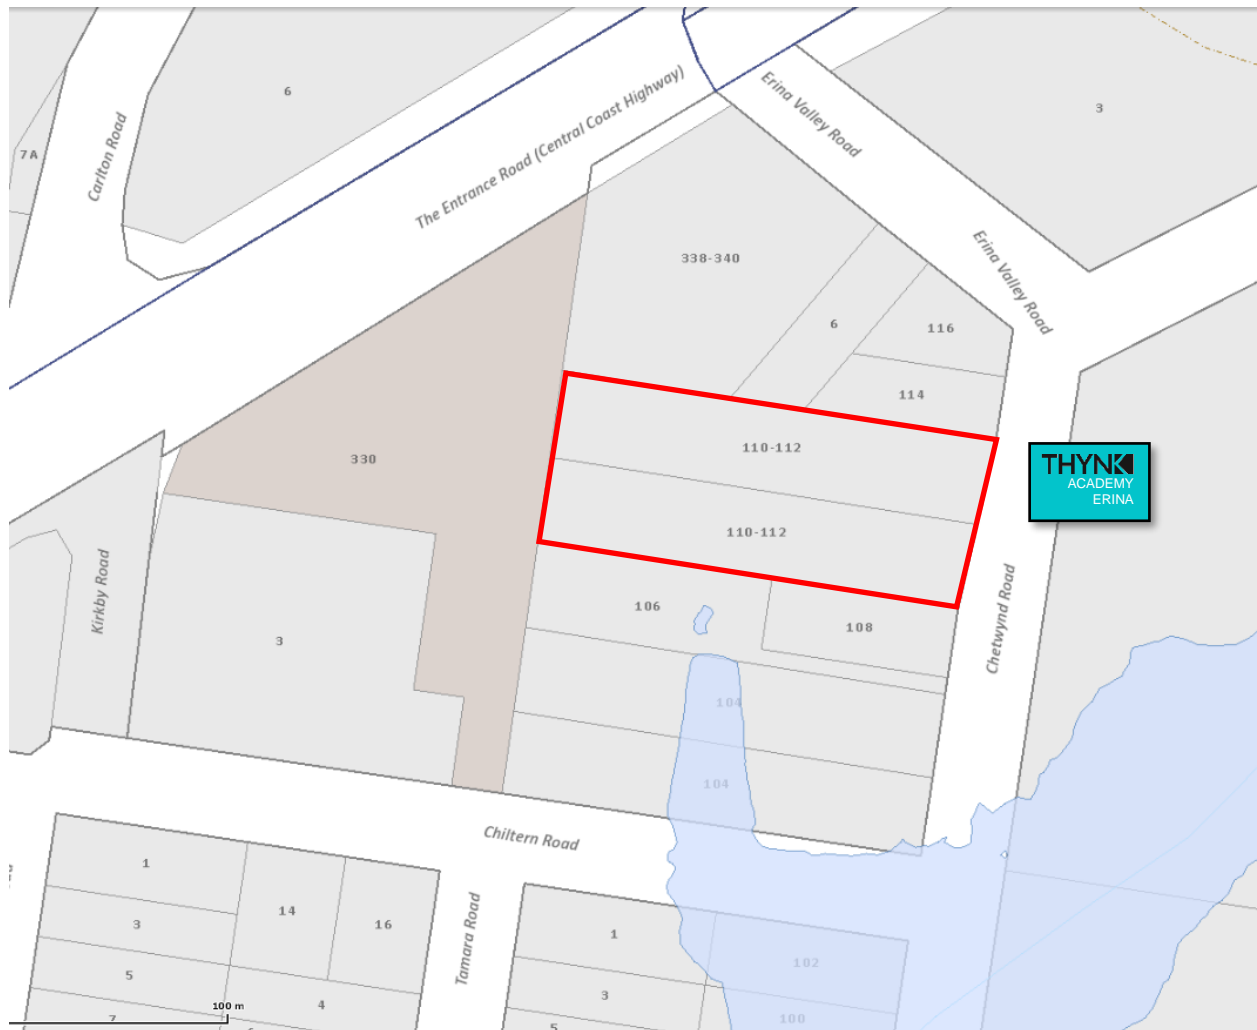 6
3
7A
Carlton Road
The Entrance Road (Central Coast Highway)
Erina Valley Road
338-340
Erina Valley Road
6
116
114
330
110-112
THYNK
ACADEMY
ERINA
110-112
Kirkby Road
3
106
108
Chetwynd Road
104
104
Chiltern Road
1
14
16
3
Tamara Road
1
5
102
3
4
100 m
7
100
5